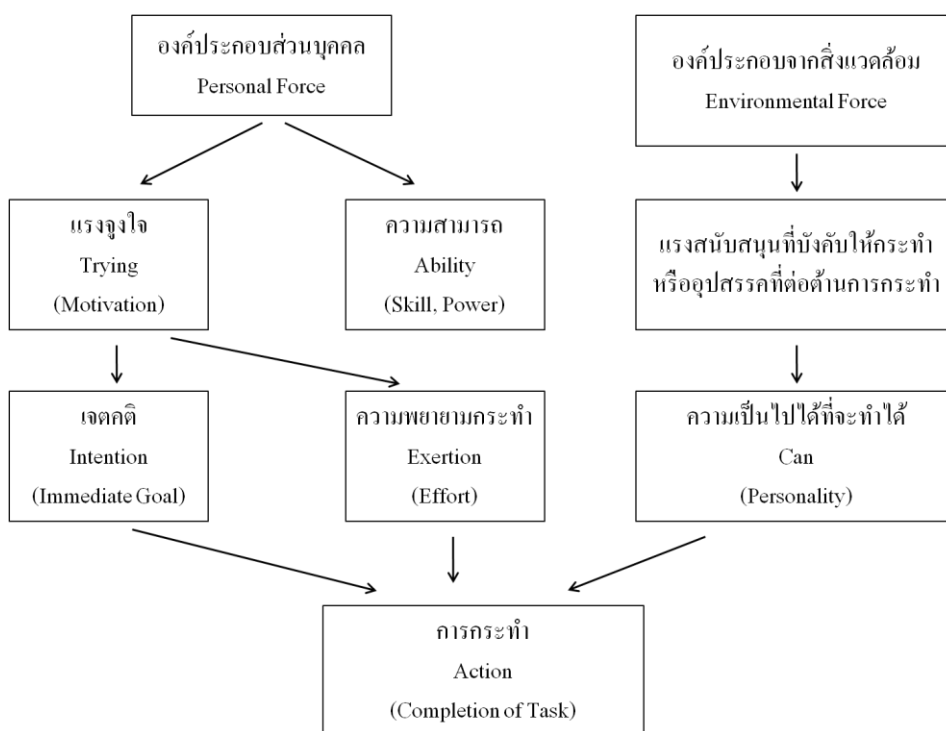 องค์ประกอบส่วนบุคคล
Personal Force
องค์ประกอบจากสิ่งแวดล้อม
Environmental Force
แรงจูงใจ
Trying
(Motivation)
ความสามารถ
Ability
(Skill, Power)
แรงสนับสนุนที่บังคับให้กระทำ
หรืออุปสรรคที่ต่อต้านการกระทำ
เจตคติ
Intention
(Immediate Goal)
ความพยายามกระทำ
Exertion
(Effort)
ความเป็นไปได้ที่จะทำได้
Can
(Personality)
การกระทำ
Action
(Completion of Task)